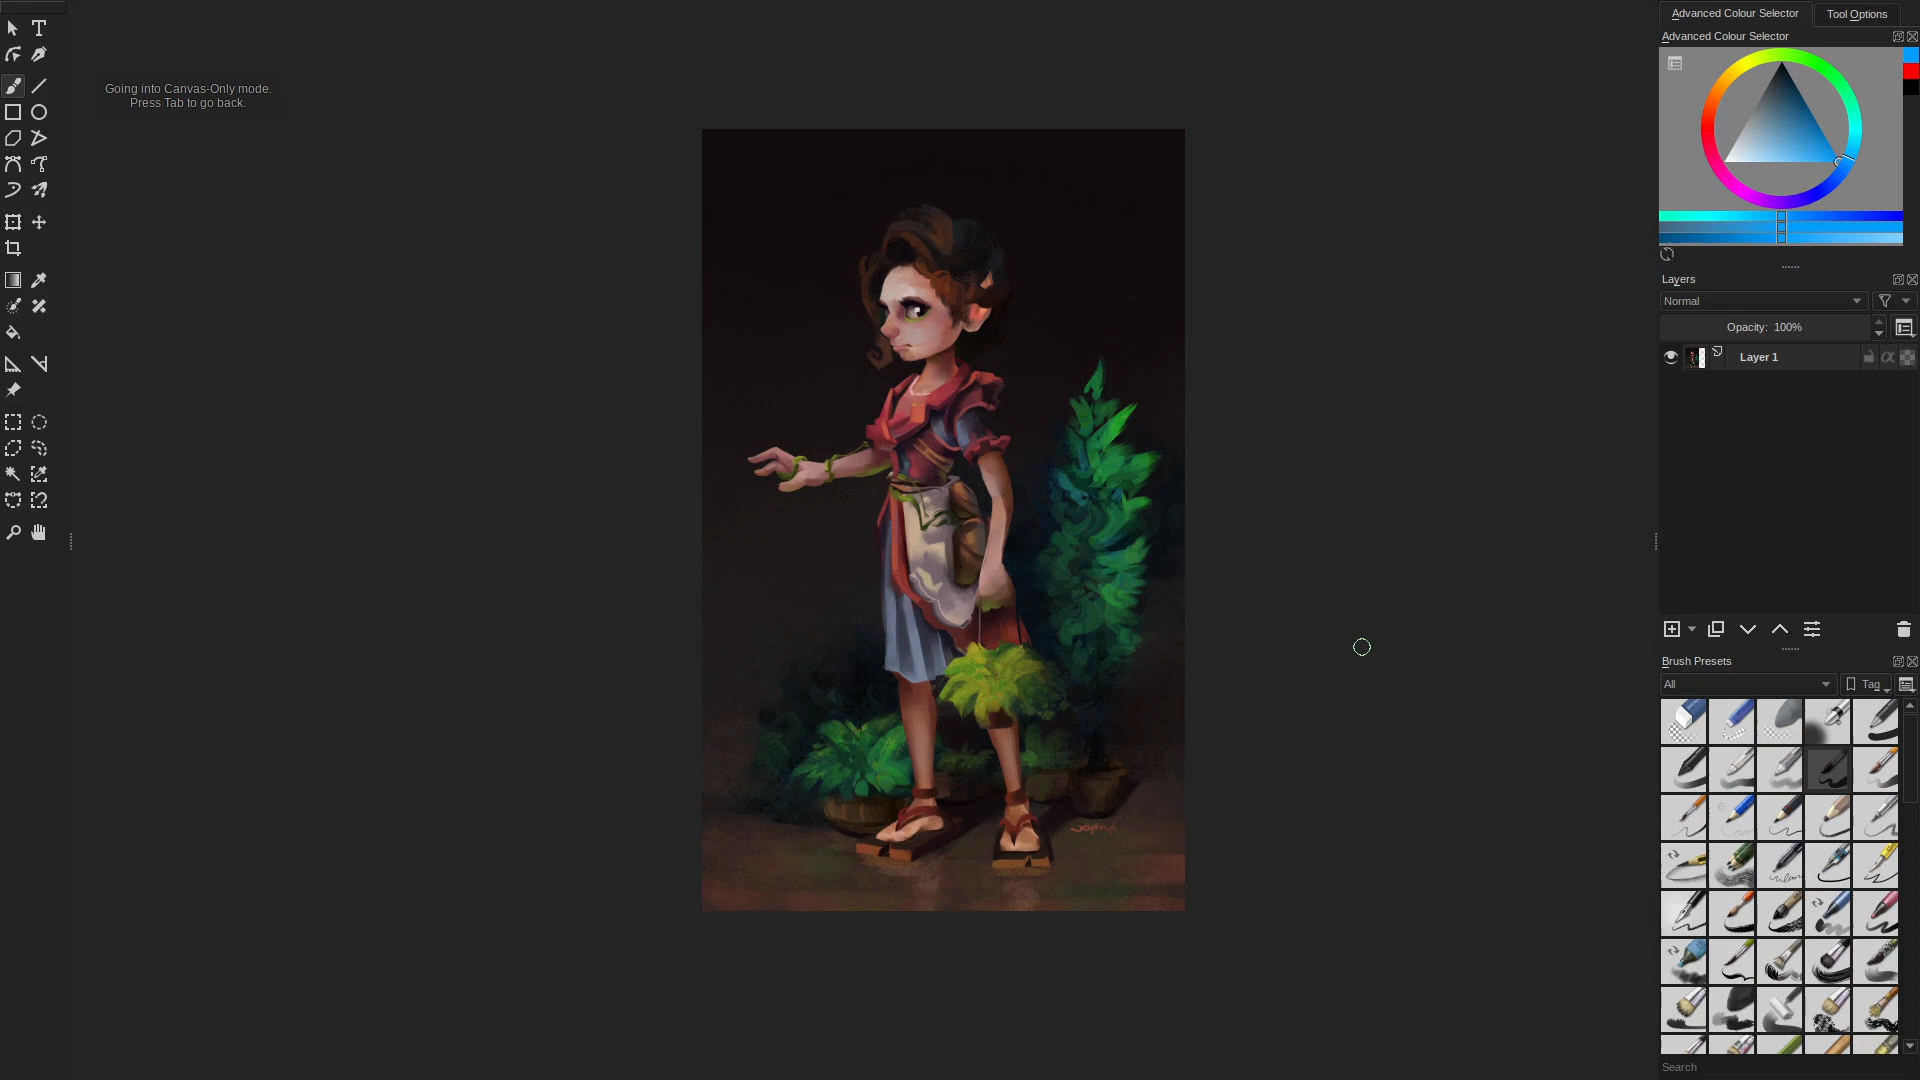 Advanced Colour Selector
Tool Options
Advanced Colour Selector
Going into Canvas-Only mode.
Press Tab to go back.
Layers
Normal
Opacity: 100%
Layer 1
Brush Presets
All
Tag
Search